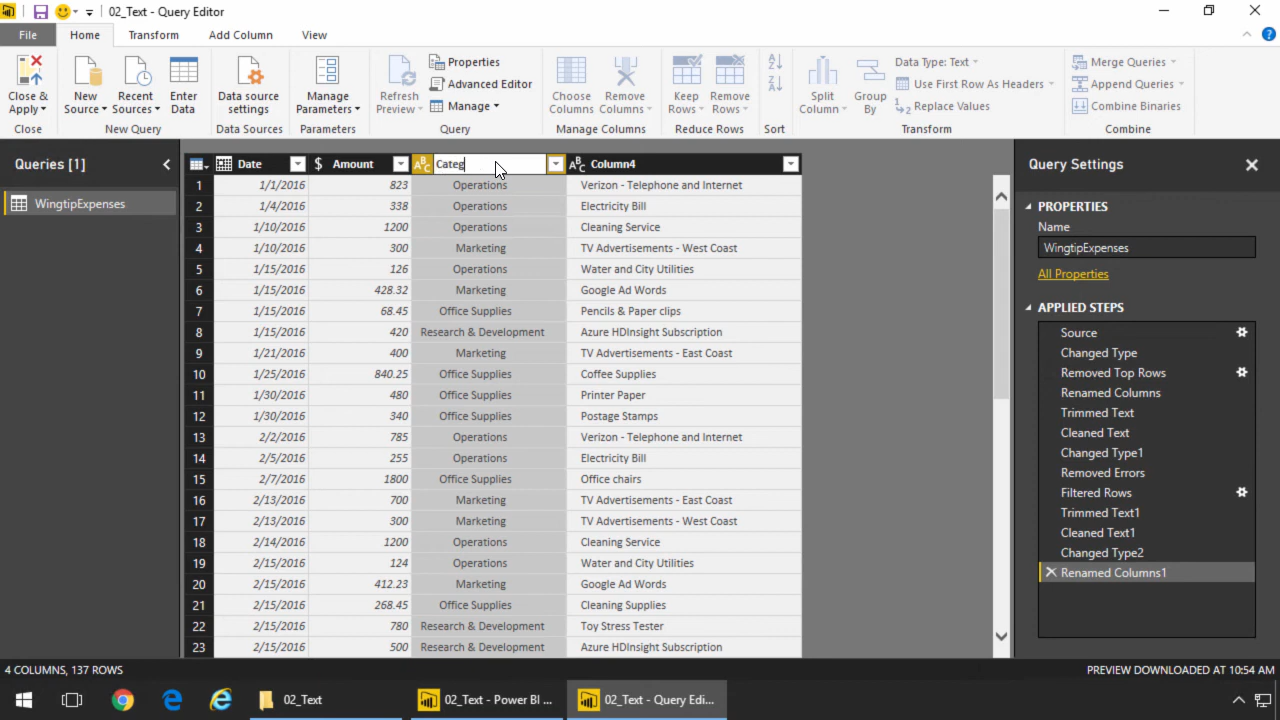 02_Text - Query Editor
File Home Transform Add Column View
Close & Apply
New Source
Recent Sources
Enter Data
Data source settings
Manage Parameters
Refresh Preview
Properties
Advanced Editor
Manage
Choose Columns
Remove Columns
Keep Rows
Remove Rows
Split Column
Group By
Data Type: Text
Use First Row As Headers
Replace Values
Merge Queries
Append Queries
Combine Binaries
Close New Query Data Sources Parameters Query Manage Columns Reduce Rows Sort Transform Combine
Queries [1]
WingtipExpenses
Date $ Amount ABC Categ ABC Column4
1 1/1/2016 823 Operations Verizon - Telephone and Internet
2 1/4/2016 338 Operations Electricity Bill
3 1/10/2016 1200 Operations Cleaning Service
4 1/10/2016 300 Marketing TV Advertisements - West Coast
5 1/15/2016 126 Operations Water and City Utilities
6 1/15/2016 428.32 Marketing Google Ad Words
7 1/15/2016 68.45 Office Supplies Pencils & Paper clips
8 1/15/2016 420 Research & Development Azure HDInsight Subscription
9 1/21/2016 400 Marketing TV Advertisements - East Coast
10 1/25/2016 840.25 Office Supplies Coffee Supplies
11 1/30/2016 480 Office Supplies Printer Paper
12 1/30/2016 340 Office Supplies Postage Stamps
13 2/2/2016 785 Operations Verizon - Telephone and Internet
14 2/5/2016 255 Operations Electricity Bill
15 2/7/2016 1800 Office Supplies Office chairs
16 2/13/2016 700 Marketing TV Advertisements - East Coast
17 2/13/2016 300 Marketing TV Advertisements - West Coast
18 2/14/2016 1200 Operations Cleaning Service
19 2/15/2016 124 Operations Water and City Utilities
20 2/15/2016 412.23 Marketing Google Ad Words
21 2/15/2016 268.45 Office Supplies Cleaning Supplies
22 2/15/2016 780 Research & Development Toy Stress Tester
23 2/15/2016 500 Research & Development Azure HDInsight Subscription
Query Settings
PROPERTIES
Name
WingtipExpenses
All Properties
APPLIED STEPS
Source
Changed Type
Removed Top Rows
Renamed Columns
Trimmed Text
Cleaned Text
Changed Type1
Removed Errors
Filtered Rows
Trimmed Text1
Cleaned Text1
Changed Type2
Renamed Columns1
4 COLUMNS, 137 ROWS PREVIEW DOWNLOADED AT 10:54 AM
02_Text 02_Text - Power BI ... 02_Text - Query Edi...